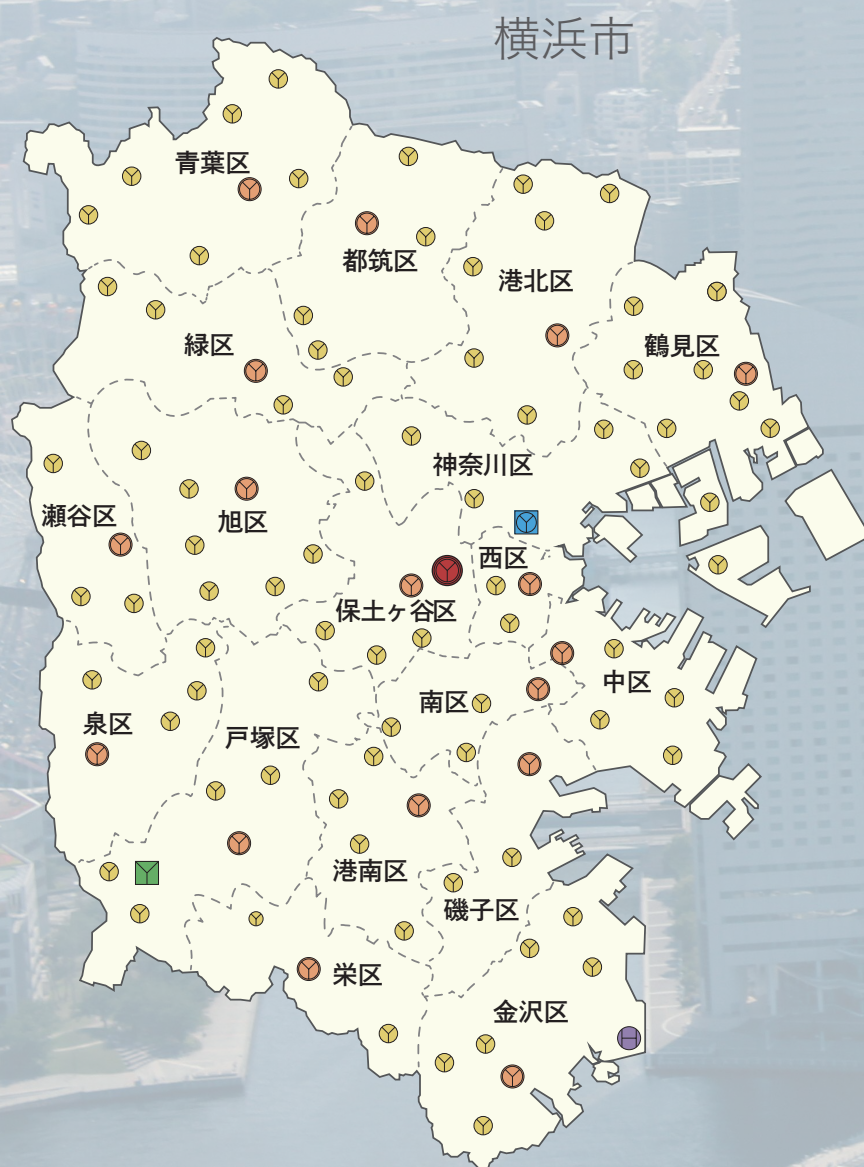 横浜市
青葉区
都筑区
港北区
緑区
鶴見区
神奈川区
瀬谷区
旭区
西区
保土ヶ谷区
中区
南区
泉区
戸塚区
港南区
磯子区
栄区
金沢区